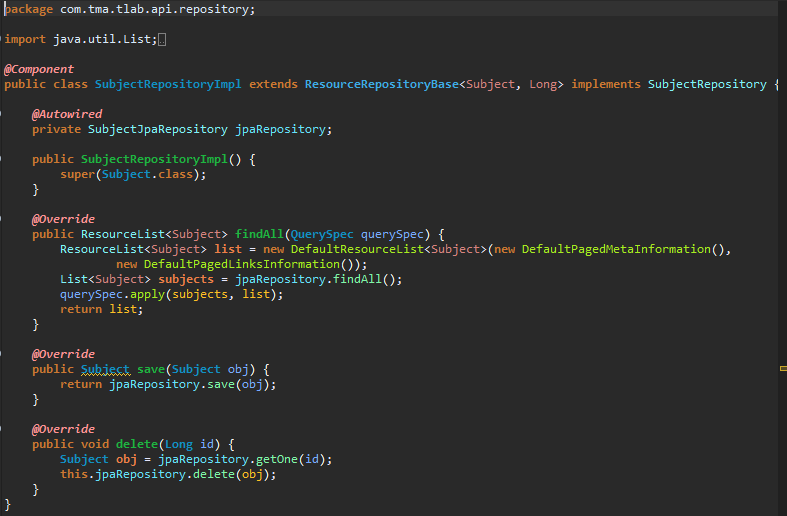 package com.tma.tlab.api.repository;
import java.util.List;
@Component
public class SubjectRepositoryImpl extends ResourceRepositoryBase<Subject, Long> implements SubjectRepository {
@Autowired
private SubjectJpaRepository jpaRepository;
public SubjectRepositoryImpl() {
super(Subject.class);
}
@Override
public ResourceList<Subject> findAll(QuerySpec querySpec) {
ResourceList<Subject> list = new DefaultResourceList<Subject>(new DefaultPagedMetaInformation(),
new DefaultPagedLinksInformation());
List<Subject> subjects = jpaRepository.findAll();
querySpec.apply(subjects, list);
return list;
}
@Override
public Subject save(Subject obj) {
return jpaRepository.save(obj);
}
@Override
public void delete(Long id) {
Subject obj = jpaRepository.getOne(id);
this.jpaRepository.delete(obj);
}
}